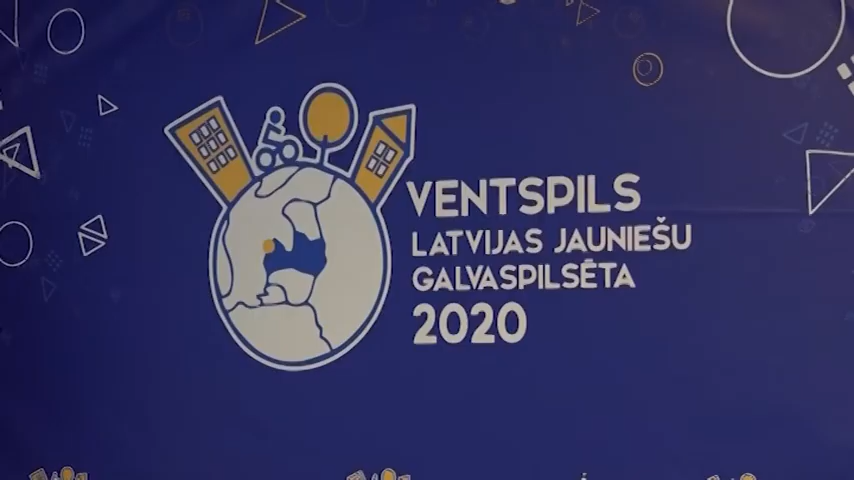 VENTSPILS
LATVIJAS JAUNIEŠU
GALVASPILSĒTA
2020